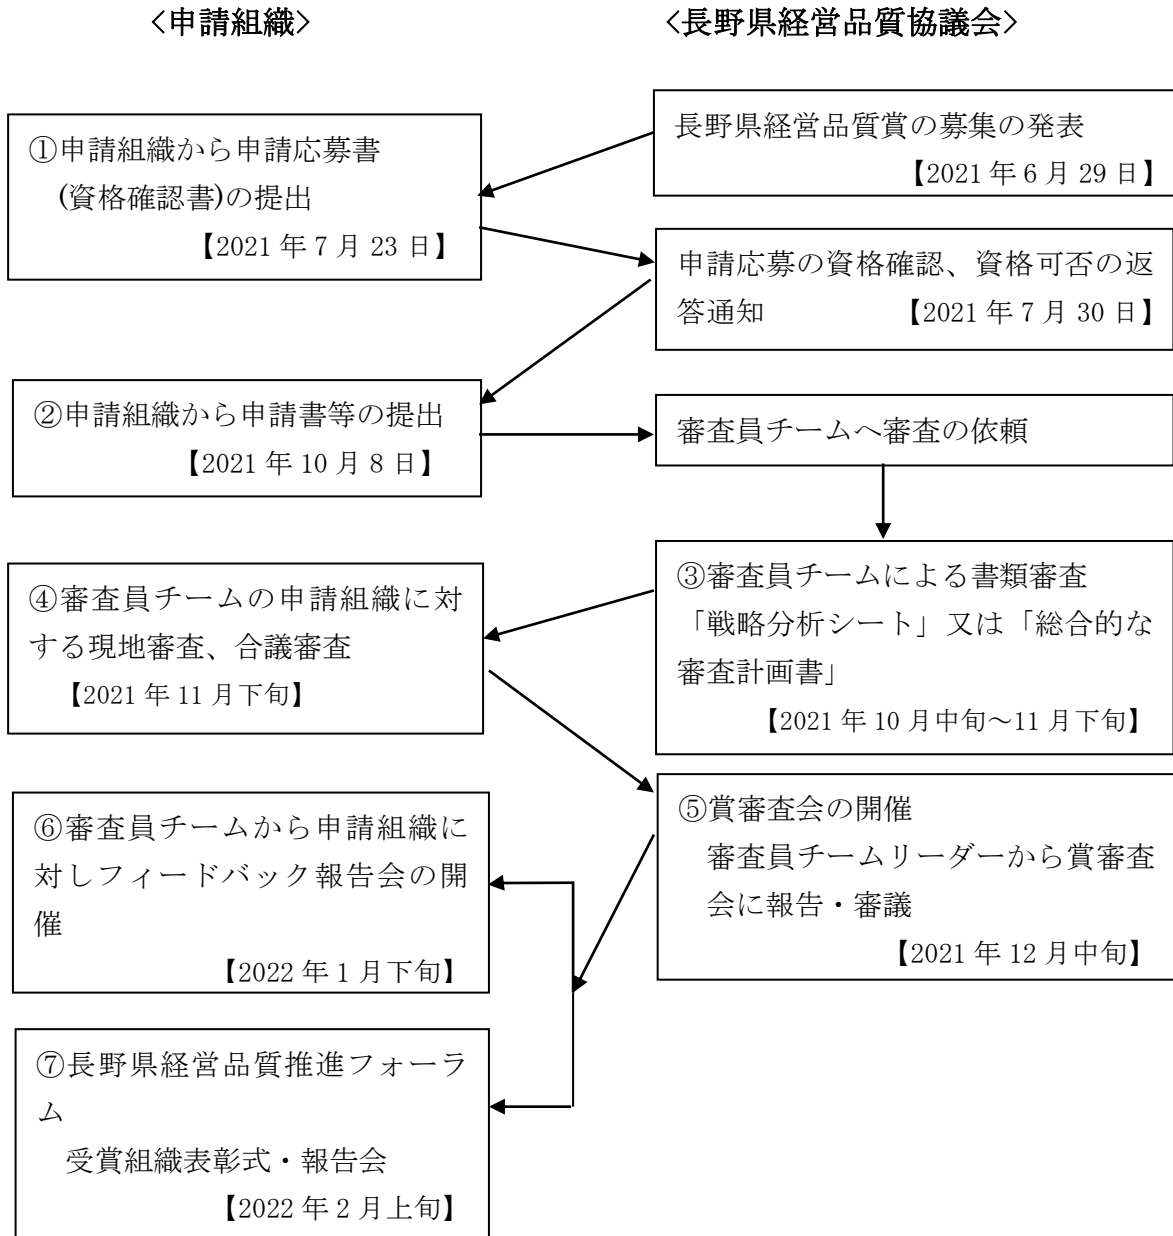 <申請組織>
<長野県経営品質協議会>
長野県経営品質賞の募集の発表
【2021年6月29日】
①申請組織から申請応募書
(資格確認書)の提出
【2021年7月23日】
申請応募の資格確認、資格可否の返
答通知 【2021年7月30日】
②申請組織から申請書等の提出
【2021年10月8日】
審査員チームへ審査の依頼
③審査員チームによる書類審査
「戦略分析シート」又は「総合的な
審査計画書」
【2021年10月中旬～11月下旬】
④審査員チームの申請組織に対
する現地審査、合議審査
【2021年11月下旬】
⑤賞審査会の開催
審査員チームリーダーから賞審査
会に報告・審議
【2021年12月中旬】
⑥審査員チームから申請組織に
対しフィードバック報告会の開
催
【2022年1月下旬】
⑦長野県経営品質推進フォーラ
ム
受賞組織表彰式・報告会
【2022年2月上旬】